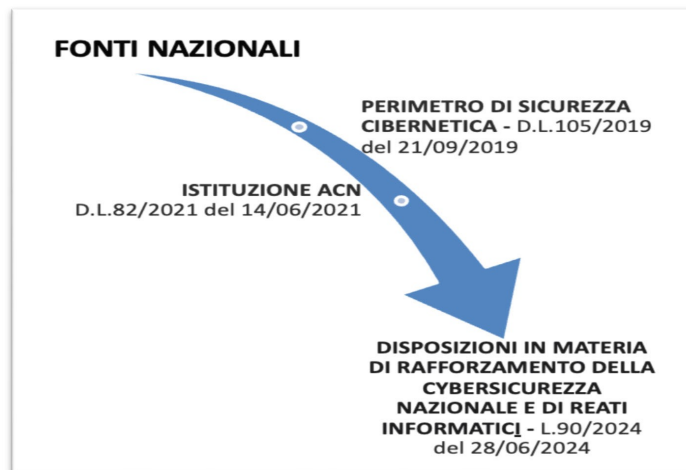 FONTI NAZIONALI
PERIMETRO DI SICUREZZA
CIBERNETICA - D.L.105/2019
del 21/09/2019
ISTITUZIONE ACN
D.L.82/2021 del 14/06/2021
DISPOSIZIONI IN MATERIA
DI RAFFORZAMENTO DELLA
CYBERSICUREZZA
NAZIONALE E DI REATI
INFORMATICI - L.90/2024
del 28/06/2024